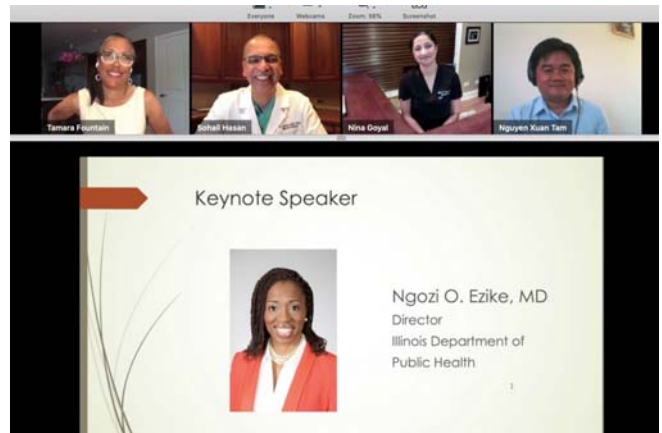 Everyone
Webcams
Zoom: 58%
Screenshot
Tamara Fountain
Sohail Hasan
Nina Goyal
Nguyen Xuan Tam
Keynote Speaker
Ngozi O. Ezike, MD
Director
Illinois Department of
Public Health
1